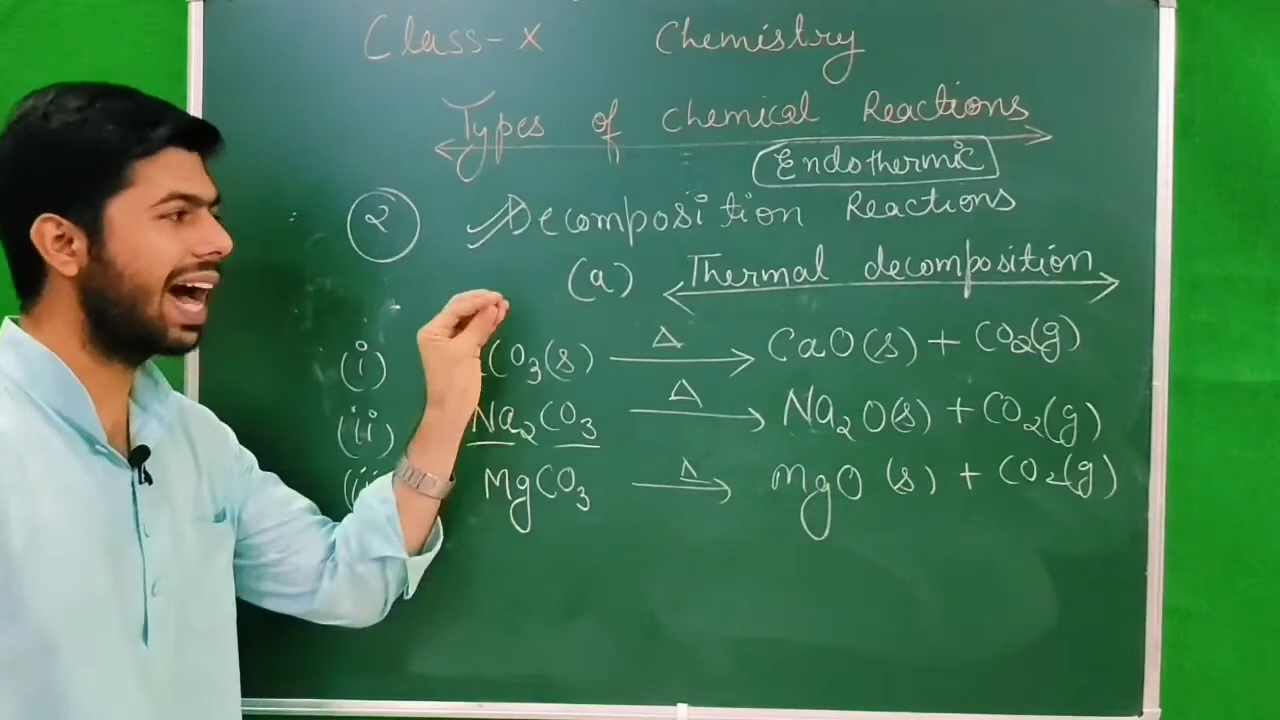 Class-X Chemistry
Types of chemical Reactions
Endothermic
2 Decomposition Reactions
(a) Thermal decomposition
(i) CO₃(s) —Δ→ CaO(s) + CO₂(g)
(ii) Na₂CO₃ —Δ→ Na₂O(s) + CO₂(g)
MgCO₃ —Δ→ MgO (s) + CO₂(g)